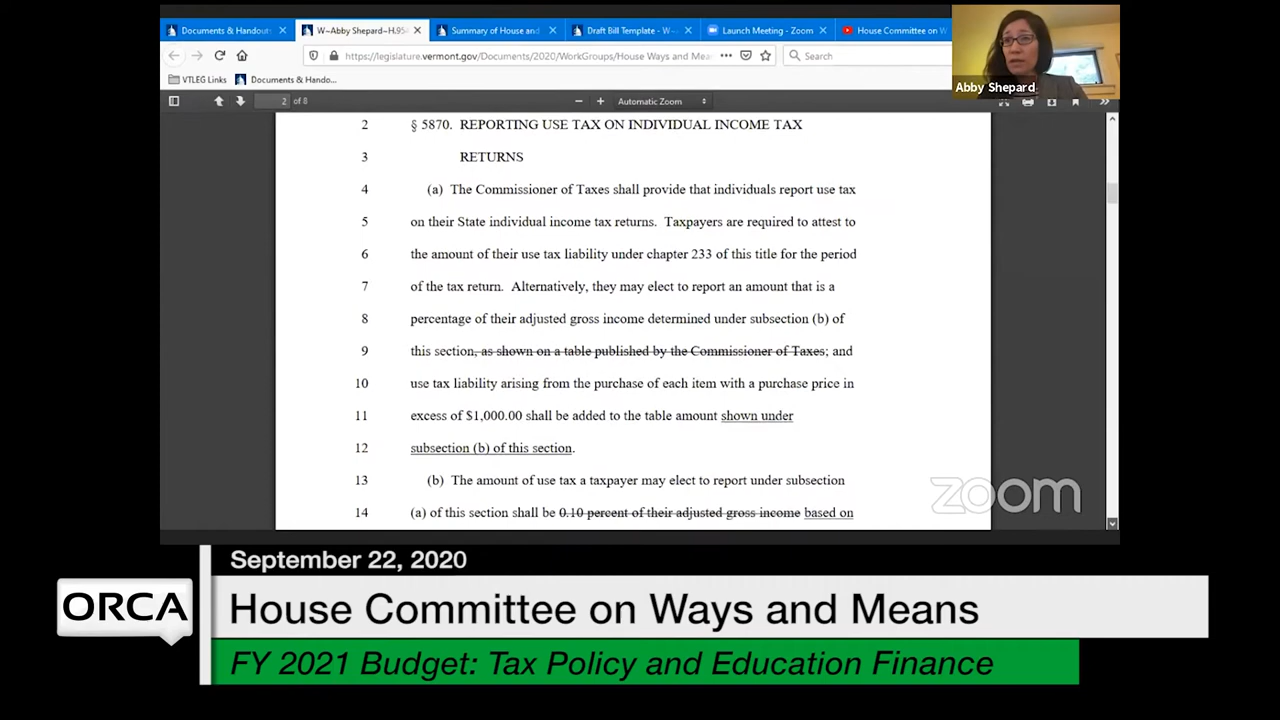 Documents & Handouts
W~Abby Shepard~H.954
Summary of House and
Draft Bill Template - W~
Launch Meeting - Zoom
House Committee on W
https://legislature.vermont.gov/Documents/2020/WorkGroups/House Ways and Mea
Search
VTLEG Links
Documents & Hando...
Abby Shepard
2 of 8
Automatic Zoom
2 § 5870. REPORTING USE TAX ON INDIVIDUAL INCOME TAX
3 RETURNS
4 (a) The Commissioner of Taxes shall provide that individuals report use tax
5 on their State individual income tax returns. Taxpayers are required to attest to
6 the amount of their use tax liability under chapter 233 of this title for the period
7 of the tax return. Alternatively, they may elect to report an amount that is a
8 percentage of their adjusted gross income determined under subsection (b) of
9 this section, as shown on a table published by the Commissioner of Taxes; and
10 use tax liability arising from the purchase of each item with a purchase price in
11 excess of $1,000.00 shall be added to the table amount shown under
12 subsection (b) of this section.
13 (b) The amount of use tax a taxpayer may elect to report under subsection
14 (a) of this section shall be 0.10 percent of their adjusted gross income based on
zoom
September 22, 2020
ORCA
House Committee on Ways and Means
FY 2021 Budget: Tax Policy and Education Finance